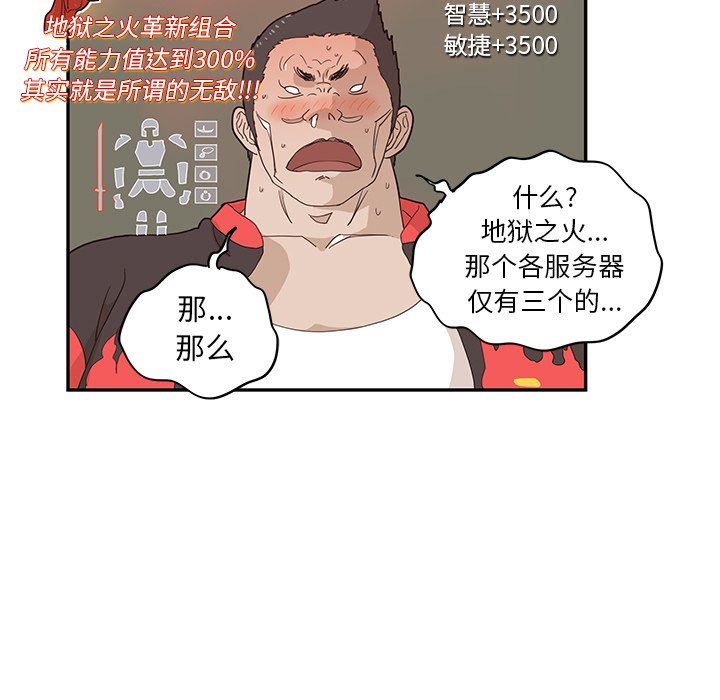 地狱之火革新组合
所有能力值达到300%
其实就是所谓的无敌!!!
智慧+3500
敏捷+3500
什么?
地狱之火...
那个各服务器
仅有三个的...
那...
那么